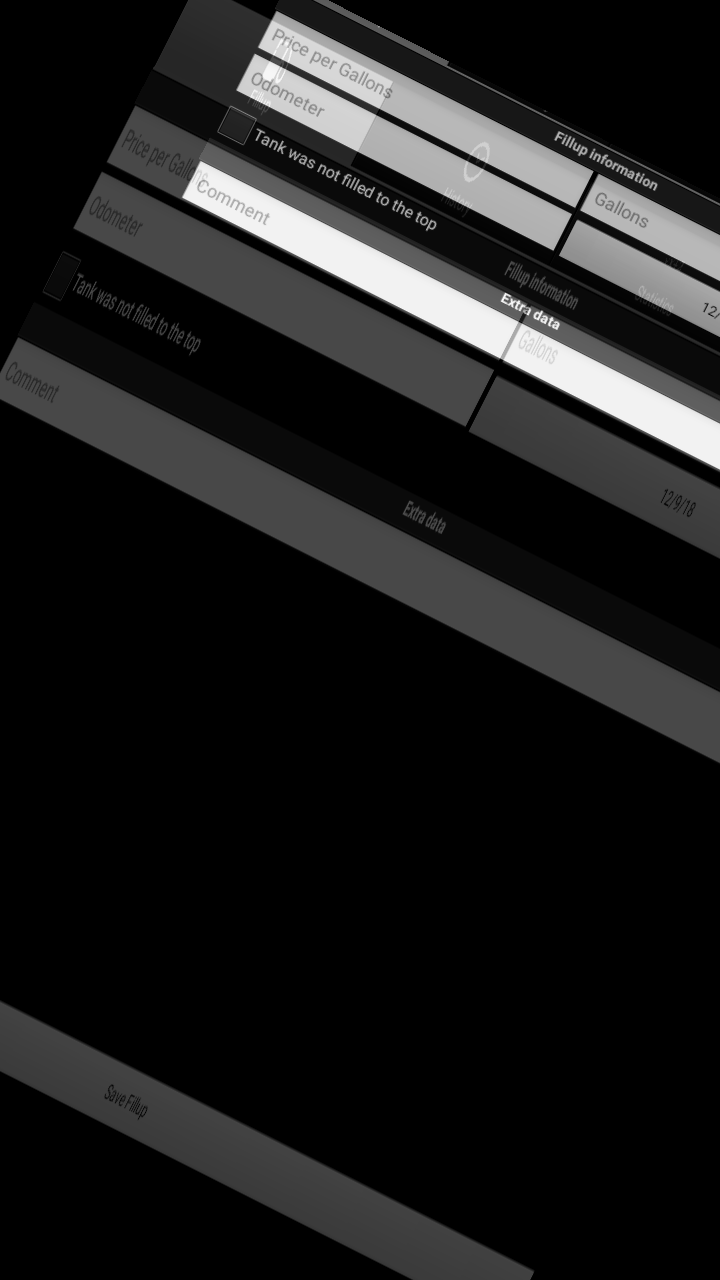 Fillup information
Price per Gallons
Gallons
Odometer
12/
Tank was not filled to the top
Extra data
Comment
Fillup
History
Statistics
Fillup information
Price per Gallons
Gallons
Odometer
12/9/18
Tank was not filled to the top
Extra data
Comment
Save Fillup